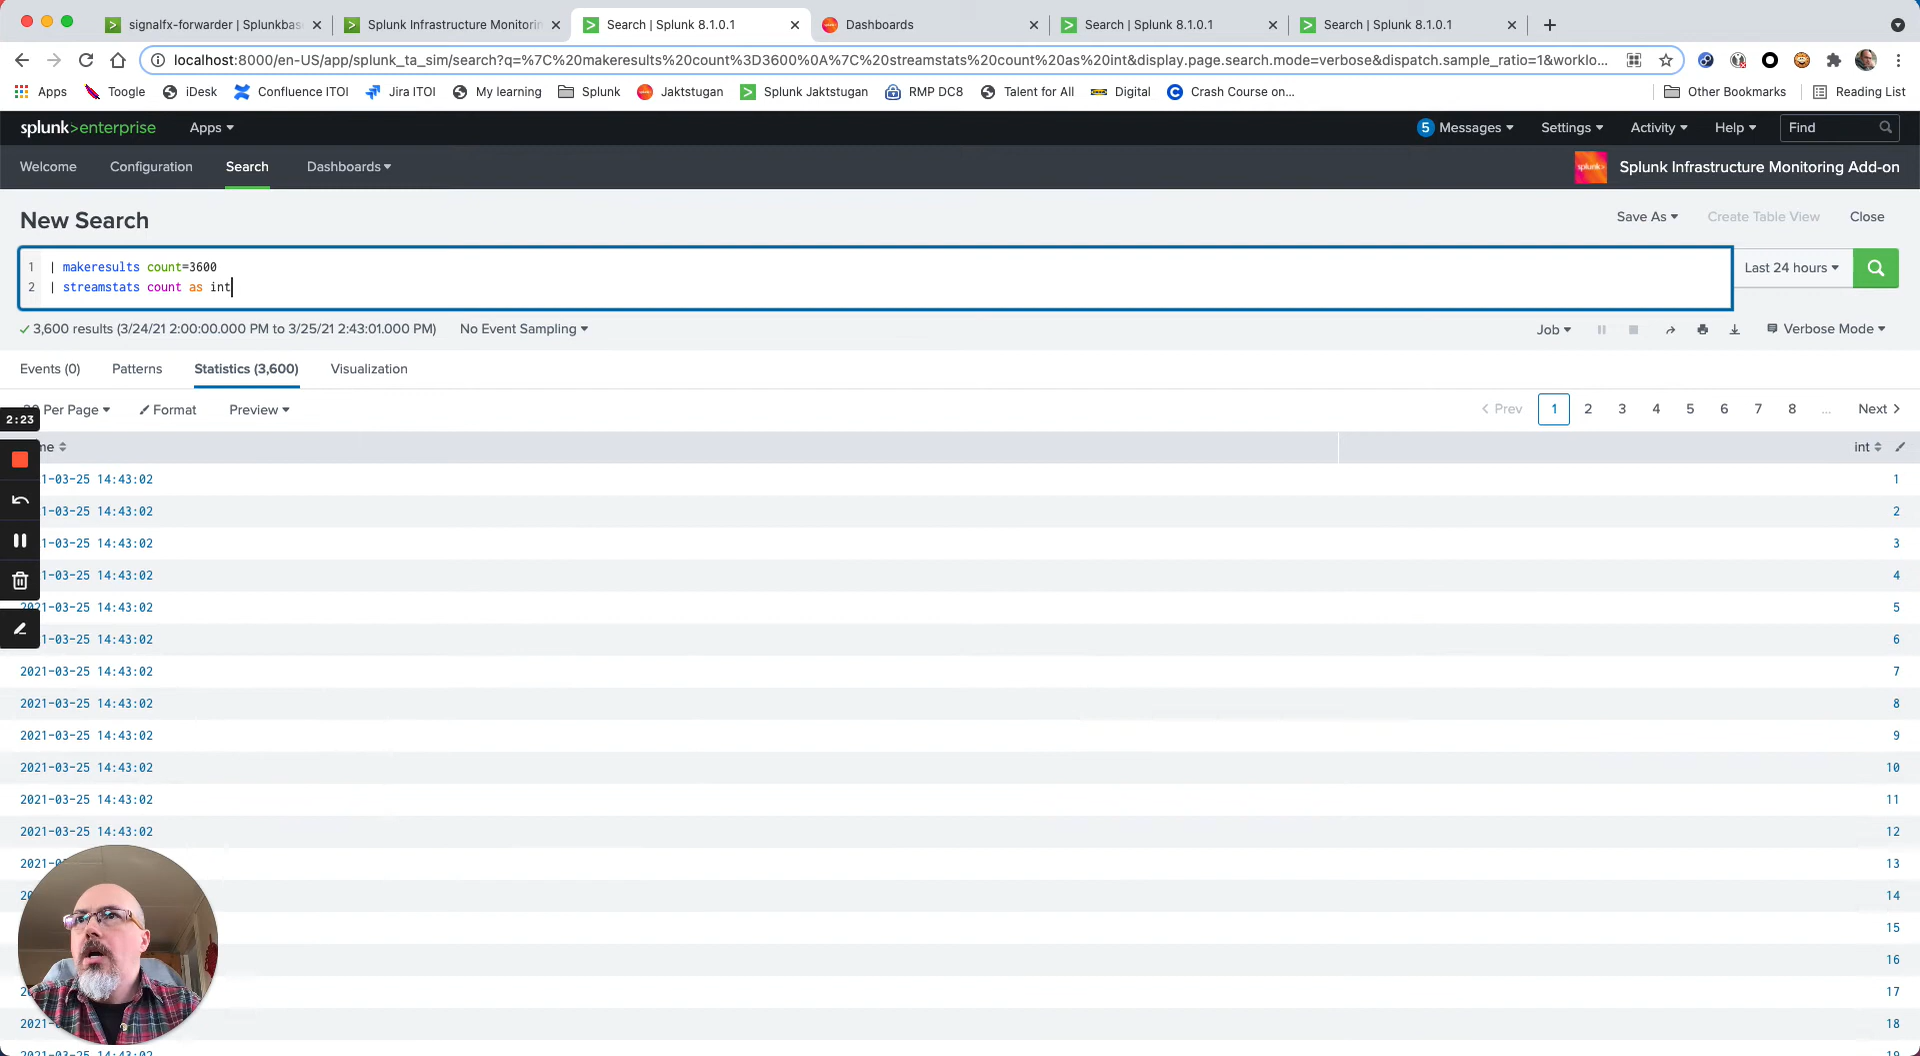 signalfx-forwarder | Splunkbas
Splunk Infrastructure Monitorin
Search | Splunk 8.1.0.1
Dashboards
Search | Splunk 8.1.0.1
Search | Splunk 8.1.0.1
localhost:8000/en-US/app/splunk_ta_sim/search?q=%7C%20makeresults%20count%3D3600%0A%7C%20streamstats%20count%20as%20int&display.page.search.mode=verbose&dispatch.sample_ratio=1&worklo...
Apps
Toogle
iDesk
Confluence ITOI
Jira ITOI
My learning
Splunk
Jaktstugan
Splunk Jaktstugan
RMP DC8
Talent for All
Digital
Crash Course on...
Other Bookmarks
Reading List
splunk>enterprise
Apps
5 Messages
Settings
Activity
Help
Find
Welcome
Configuration
Search
Dashboards
splunk>
Splunk Infrastructure Monitoring Add-on
New Search
Save As
Create Table View
Close
1 | makeresults count=3600
2 | streamstats count as int
Last 24 hours
3,600 results (3/24/21 2:00:00.000 PM to 3/25/21 2:43:01.000 PM)
No Event Sampling
Job
Verbose Mode
Events (0)
Patterns
Statistics (3,600)
Visualization
Per Page
Format
Preview
< Prev
1
2
3
4
5
6
7
8
...
Next >
2:23
me
int
1-03-25 14:43:02 1
1-03-25 14:43:02 2
1-03-25 14:43:02 3
1-03-25 14:43:02 4
2021-03-25 14:43:02 5
1-03-25 14:43:02 6
2021-03-25 14:43:02 7
2021-03-25 14:43:02 8
2021-03-25 14:43:02 9
2021-03-25 14:43:02 10
2021-03-25 14:43:02 11
2021-03-25 14:43:02 12
2021- 13
20 14
15
16
20 17
20 18
2021-03-25 14:43:02 19